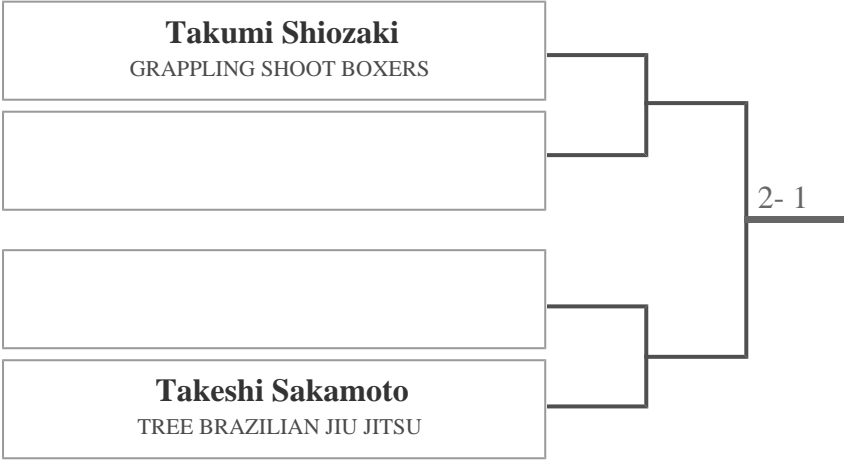 Takumi Shiozaki
GRAPPLING SHOOT BOXERS
2- 1
Takeshi Sakamoto
TREE BRAZILIAN JIU JITSU